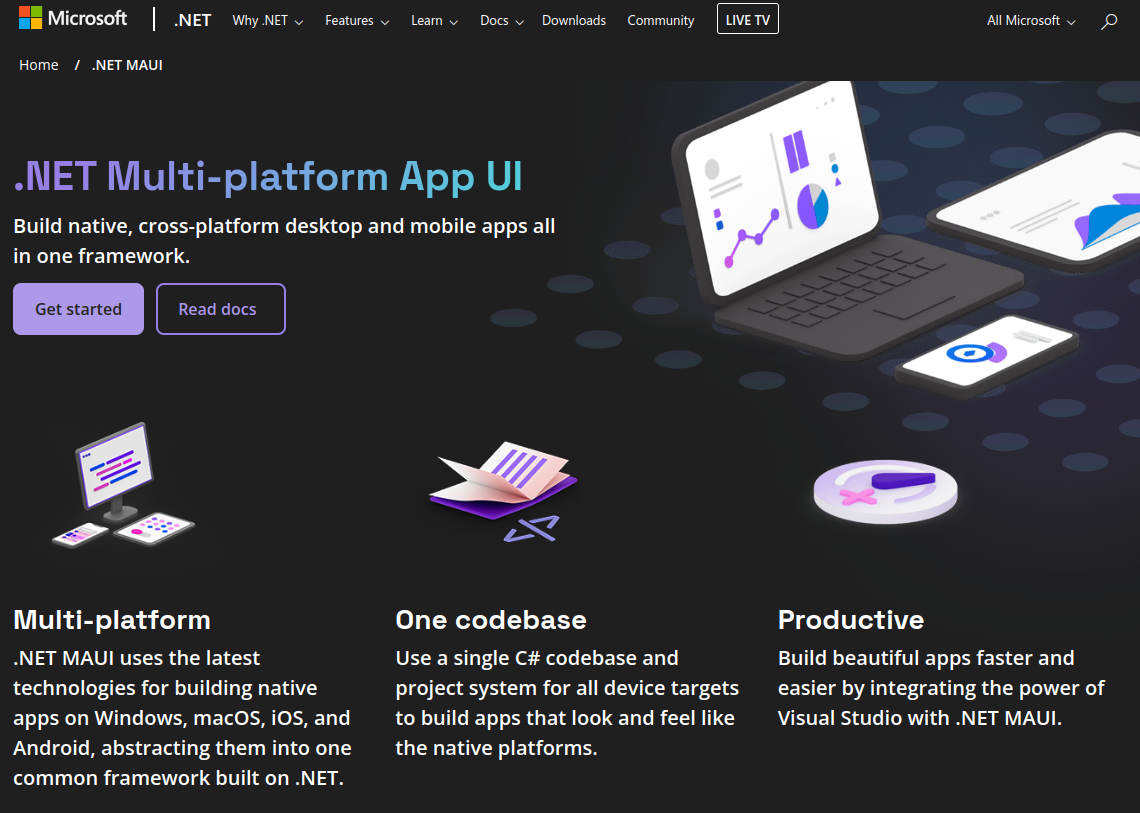 Microsoft .NET Why .NET Features Learn Docs Downloads Community LIVE TV All Microsoft
Home / .NET MAUI
.NET Multi-platform App UI
Build native, cross-platform desktop and mobile apps all
in one framework.
Get started Read docs
Multi-platform
.NET MAUI uses the latest
technologies for building native
apps on Windows, macOS, iOS, and
Android, abstracting them into one
common framework built on .NET.
One codebase
Use a single C# codebase and
project system for all device targets
to build apps that look and feel like
the native platforms.
Productive
Build beautiful apps faster and
easier by integrating the power of
Visual Studio with .NET MAUI.